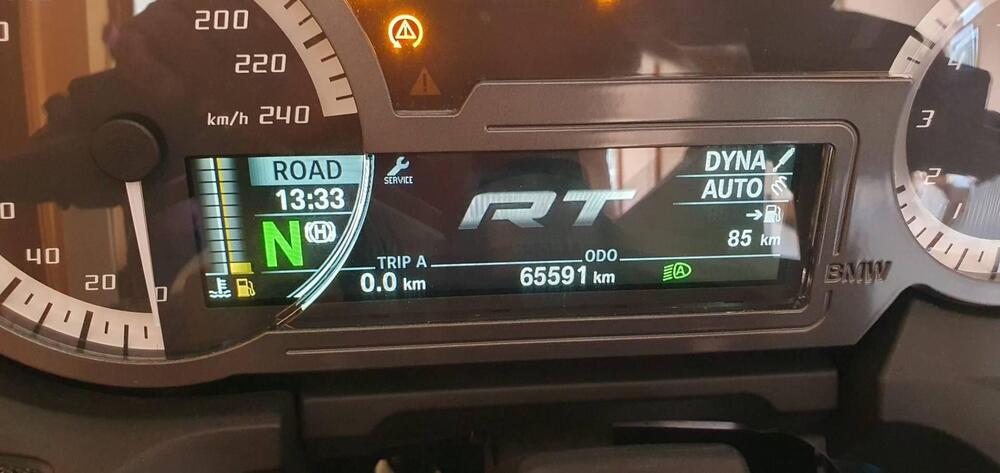 200
220
km/h 240
40
20
0
ROAD
13:33
N (H)
SERVICE
RT
DYNA
AUTO
85 km
TRIP A
0.0 km
ODO
65591 km
A
BMW
4
3
2
1